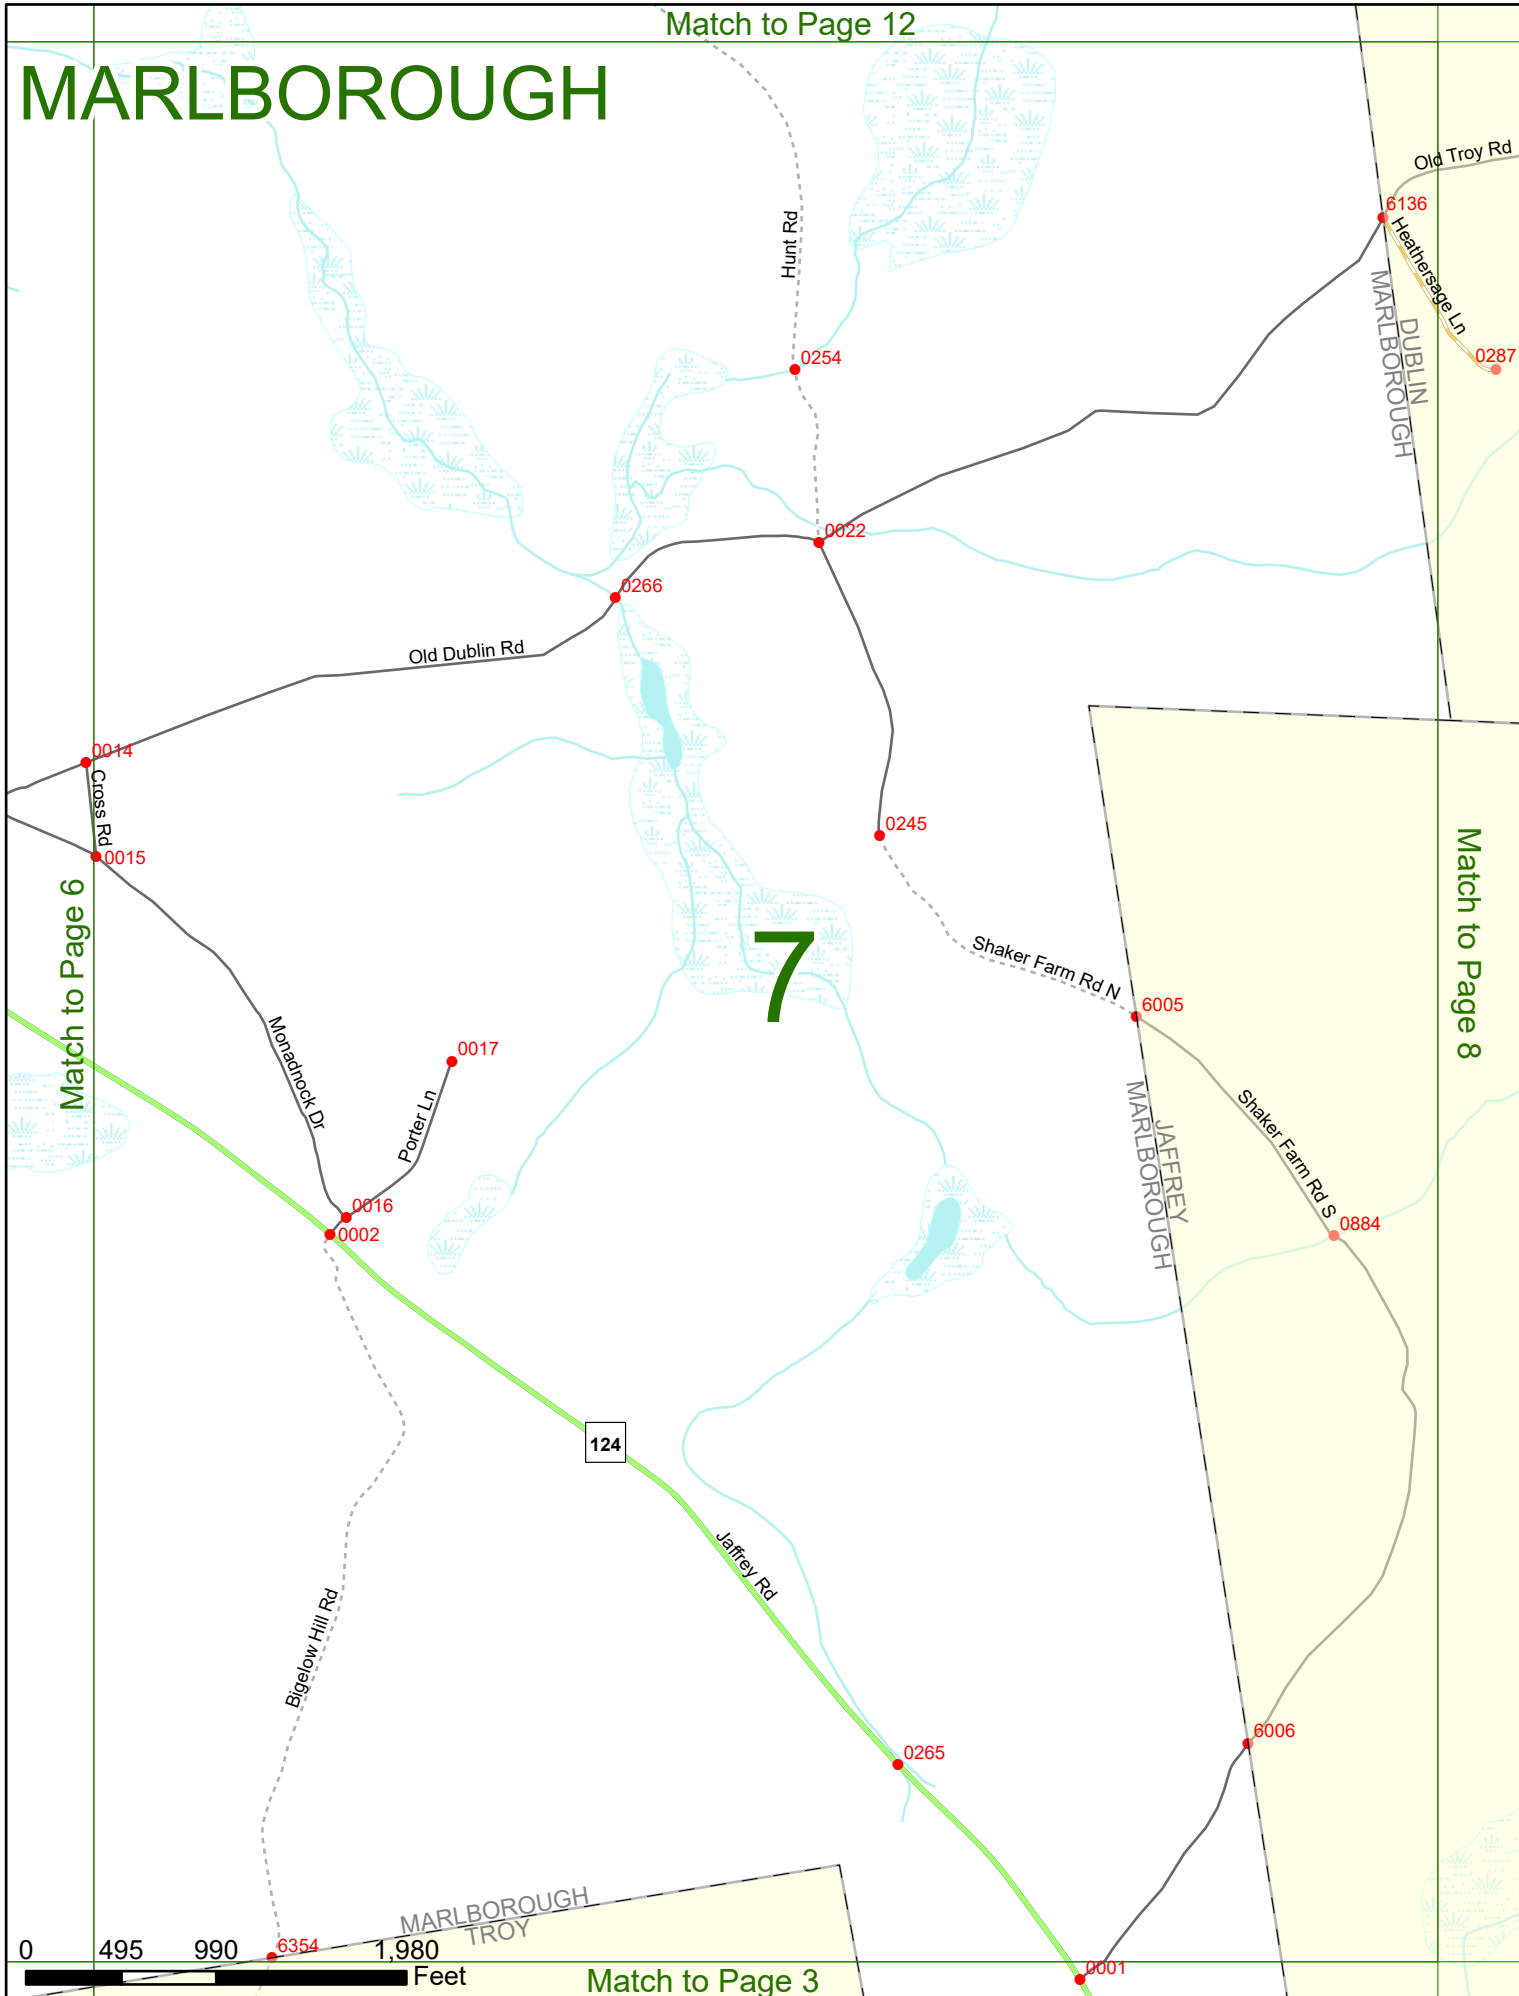 Match to Page 12
MARLBOROUGH
Old Troy Rd
6136
Heathersage Ln
Hunt Rd
DUBLIN
MARLBOROUGH
0254
0287
0022
0266
Old Dublin Rd
0014
Cross Rd
0015
0245
Match to Page 6
Match to Page 8
7
Shaker Farm Rd N
6005
Monadnock Dr
0017
Porter Ln
JAFFREY
MARLBOROUGH
Shaker Farm Rd S
0016
0002
0884
124
Jaffrey Rd
Bigelow Hill Rd
0265
6006
MARLBOROUGH
TROY
6354
0 495 990 1,980
Feet
Match to Page 3
0001